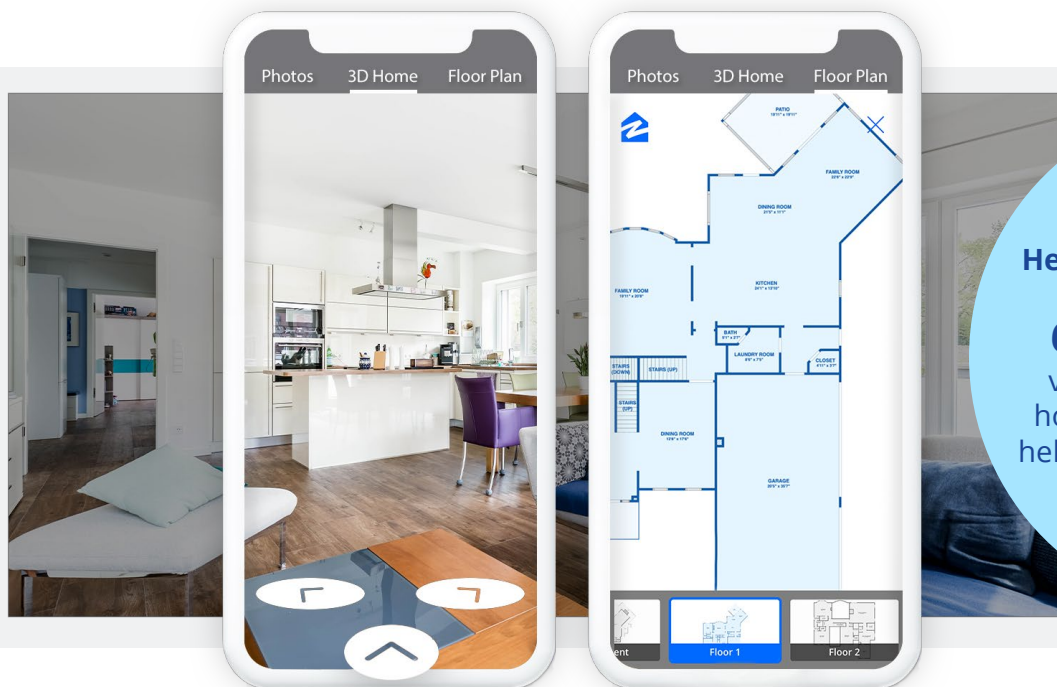 Photos 3D Home Floor Plan
Photos 3D Home Floor Plan
PATIO
FAMILY ROOM
DINING ROOM
KITCHEN
FAMILY ROOM
BATH
LAUNDRY ROOM
CLOSET
STAIRS
(DOWN)
STAIRS (UP)
STAIRS
(UP)
DINING ROOM
GARAGE
ent
Floor 1
Floor 2
He
v
ho
hel